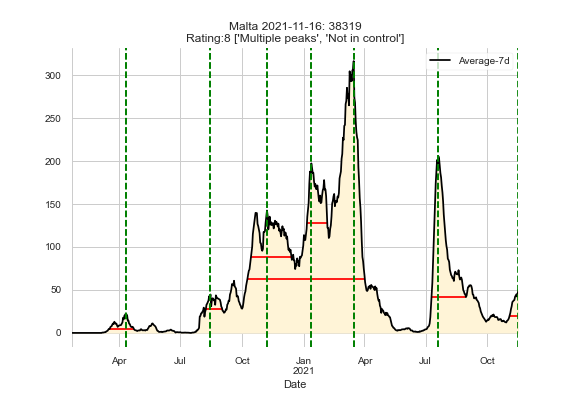 Malta 2021-11-16: 38319
Rating:8 ['Multiple peaks', 'Not in control']
Average-7d
300
250
200
150
100
50
0
Apr Jul Oct Jan Apr Jul Oct
2021
Date